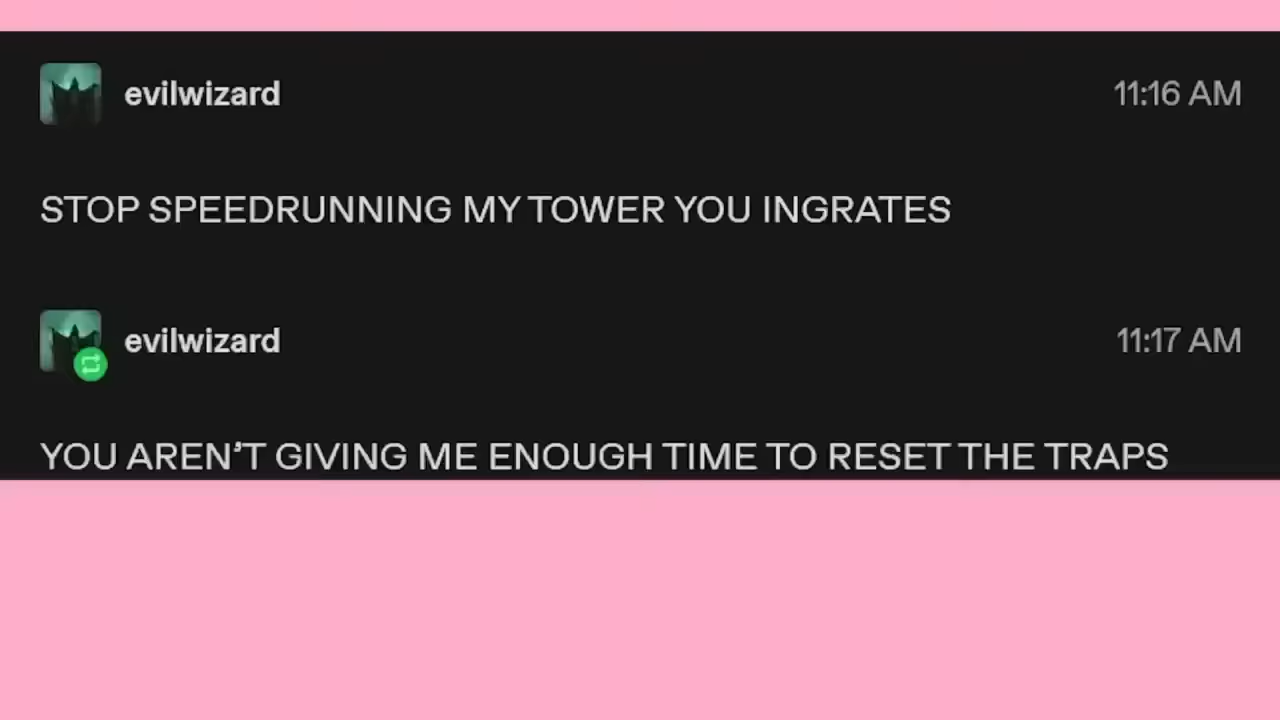 evilwizard 11:16 AM
STOP SPEEDRUNNING MY TOWER YOU INGRATES
evilwizard 11:17 AM
YOU AREN’T GIVING ME ENOUGH TIME TO RESET THE TRAPS